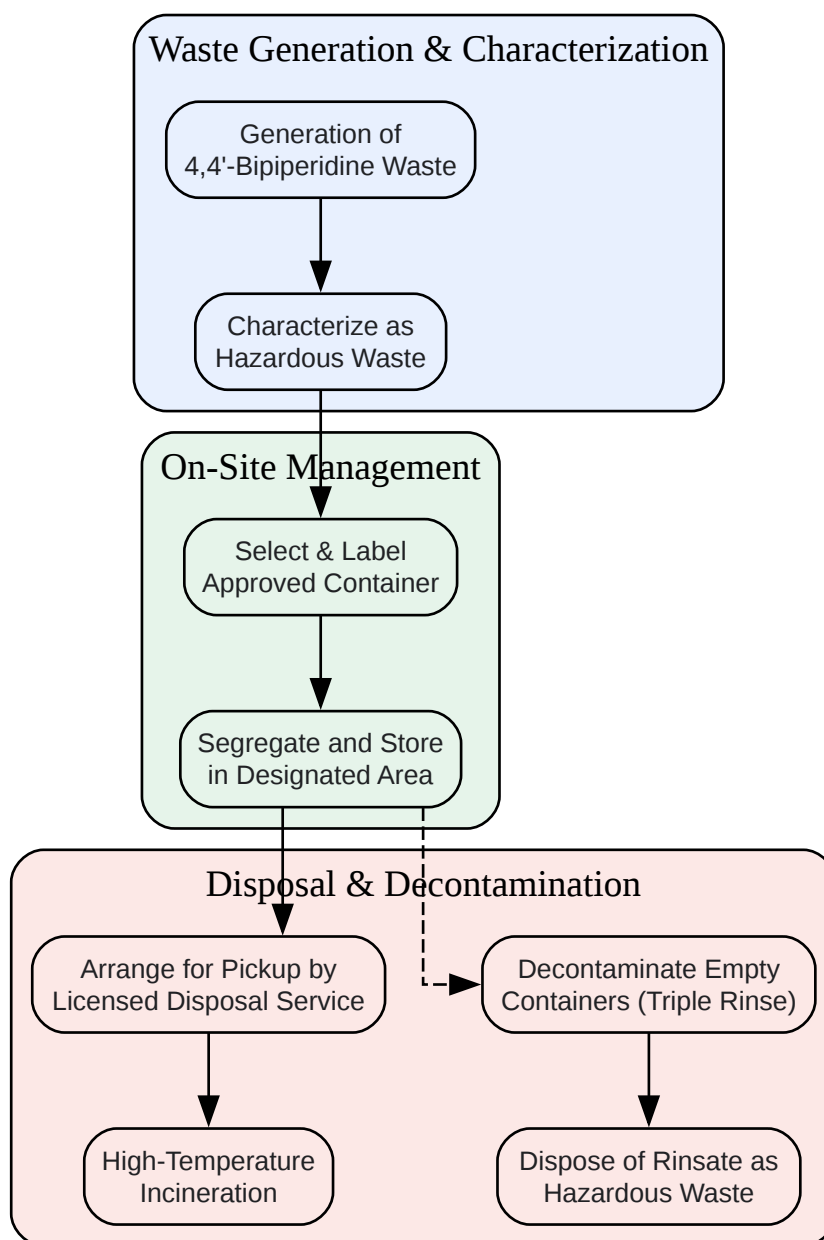 Waste Generation & Characterization
Generation of
4,4'-Bipiperidine Waste
Characterize as
Hazardous Waste
On-Site Management
Select & Label
Approved Container
Segregate and Store
in Designated Area
Disposal & Decontamination
Arrange for Pickup by
Licensed Disposal Service
Decontaminate Empty
Containers (Triple Rinse)
High-Temperature
Incineration
Dispose of Rinsate as
Hazardous Waste